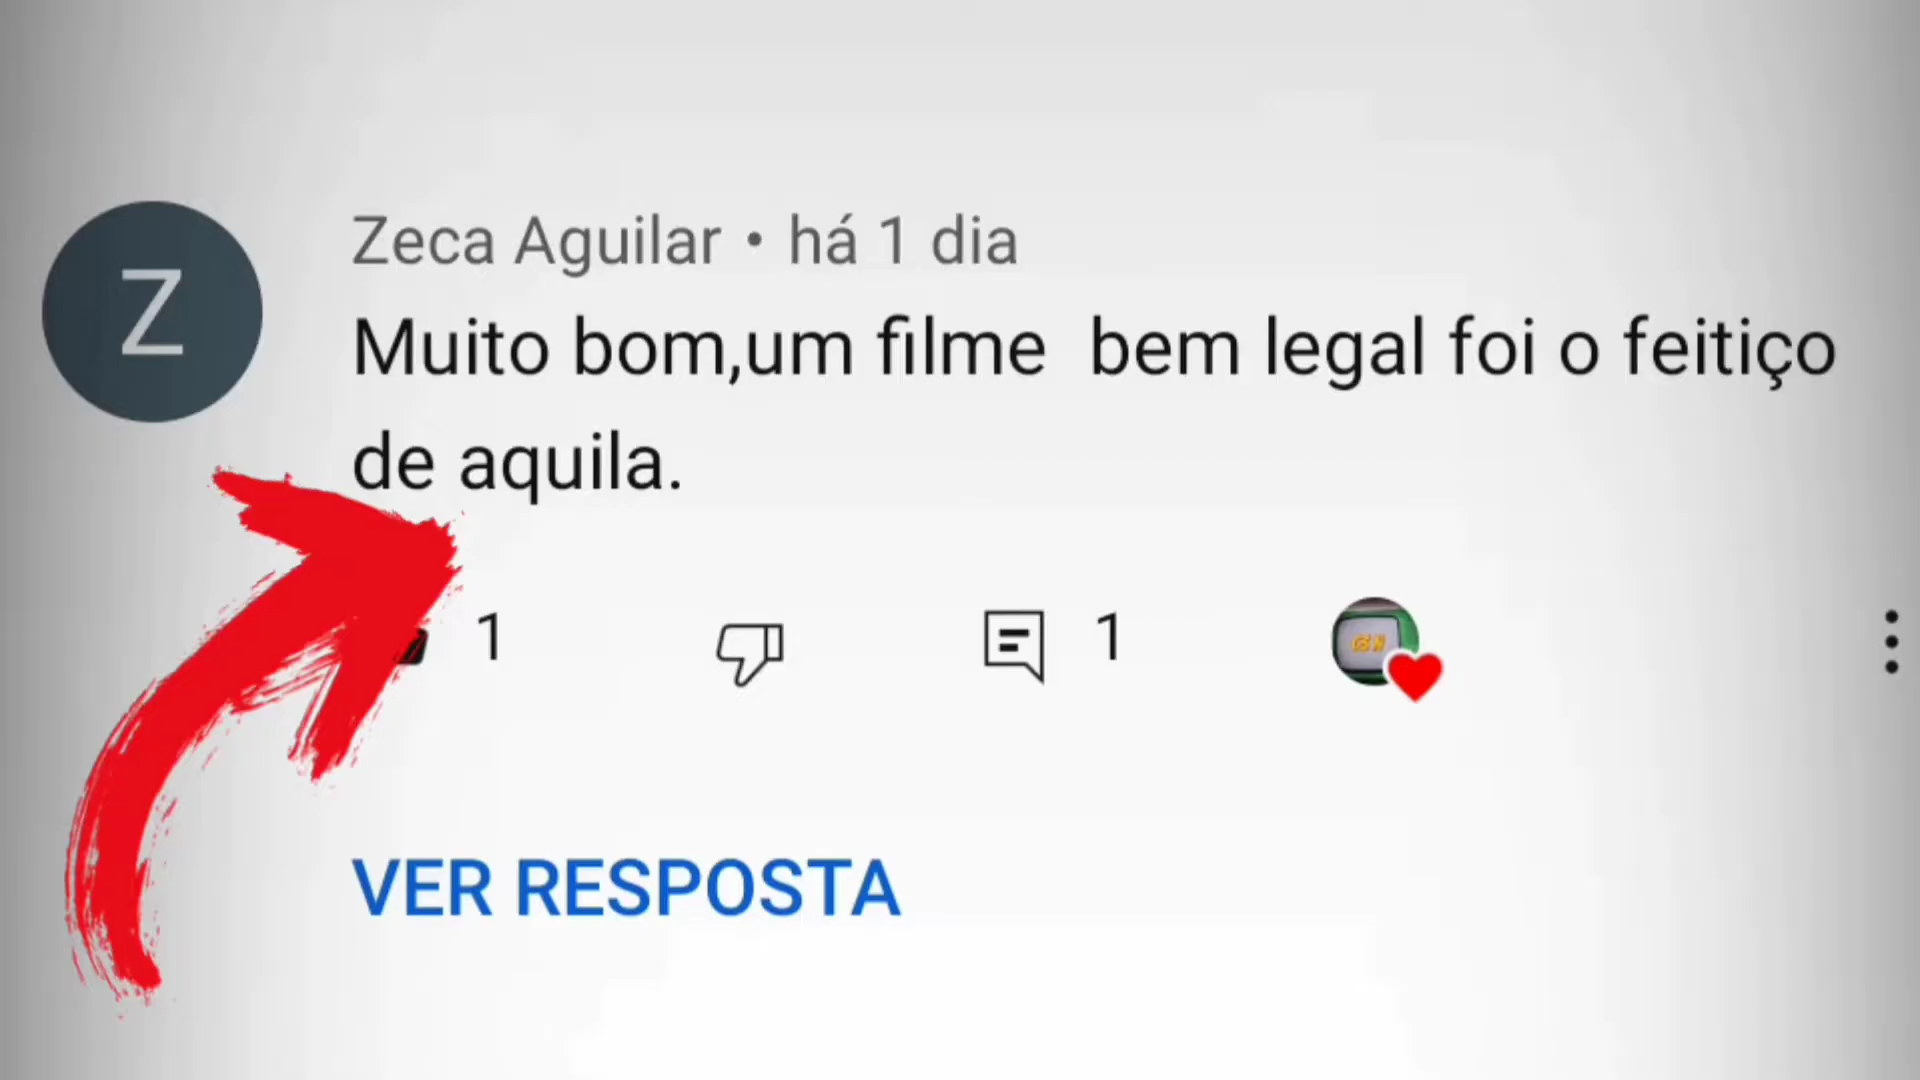 Z
Zeca Aguilar • há 1 dia
Muito bom,um filme  bem legal foi o feitiço
de aquila.
1
1
VER RESPOSTA